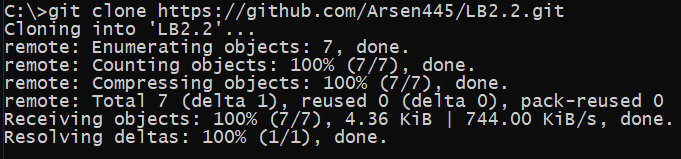 C:\>git clone https://github.com/Arsen445/LB2.2.git
Cloning into 'LB2.2'...
remote: Enumerating objects: 7, done.
remote: Counting objects: 100% (7/7), done.
remote: Compressing objects: 100% (7/7), done.
remote: Total 7 (delta 1), reused 0 (delta 0), pack-reused 0
Receiving objects: 100% (7/7), 4.36 KiB | 744.00 KiB/s, done.
Resolving deltas: 100% (1/1), done.